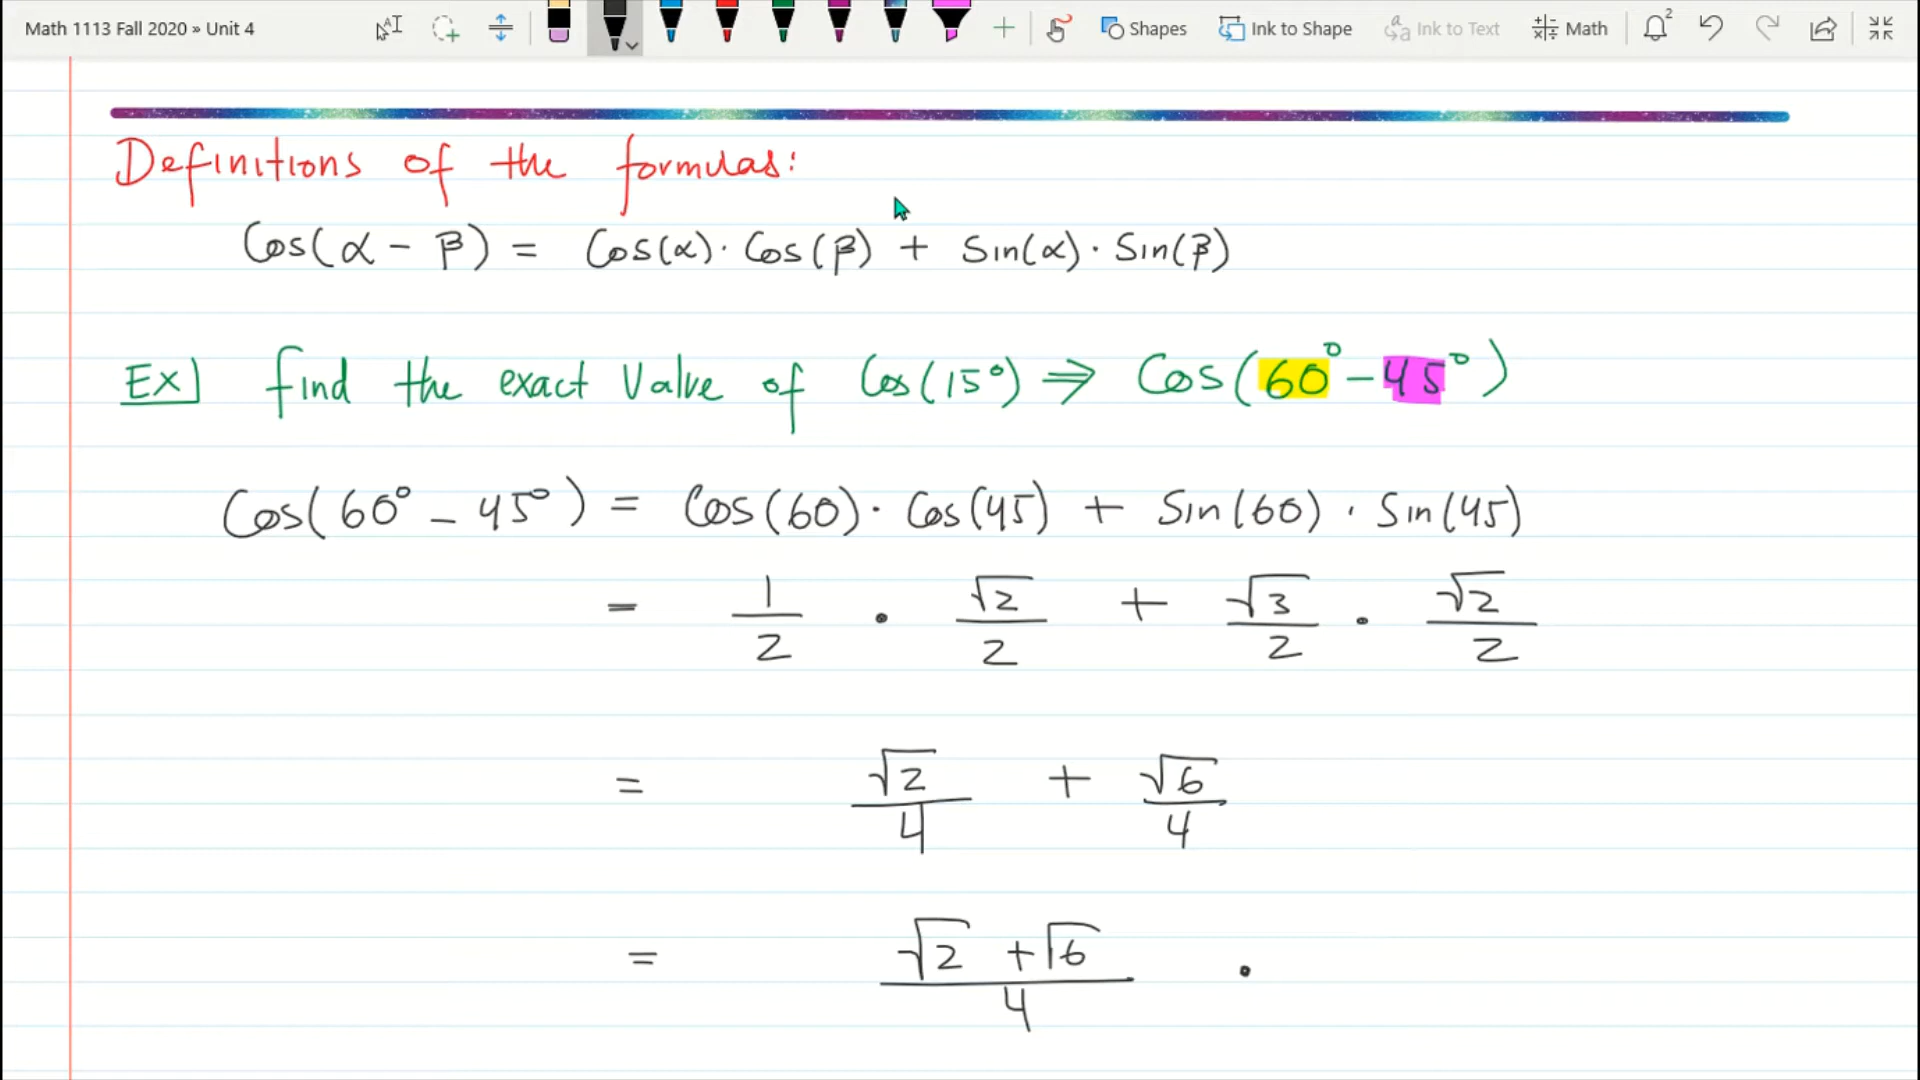 Math 1113 Fall 2020 » Unit 4 Shapes Ink to Shape Ink to Text Math 2
Definitions of the formulas:
Cos(α − β) = Cos(α)·Cos(β) + Sin(α)·Sin(β)
Ex] find the exact Value of Cos(15°) ⇒ Cos(60° − 45°)
Cos(60° − 45°) = Cos(60)·Cos(45) + Sin(60)·Sin(45)
= 1/2 · √2/2 + √3/2 · √2/2
= √2/4 + √6/4
= (√2 + √6)/4 .